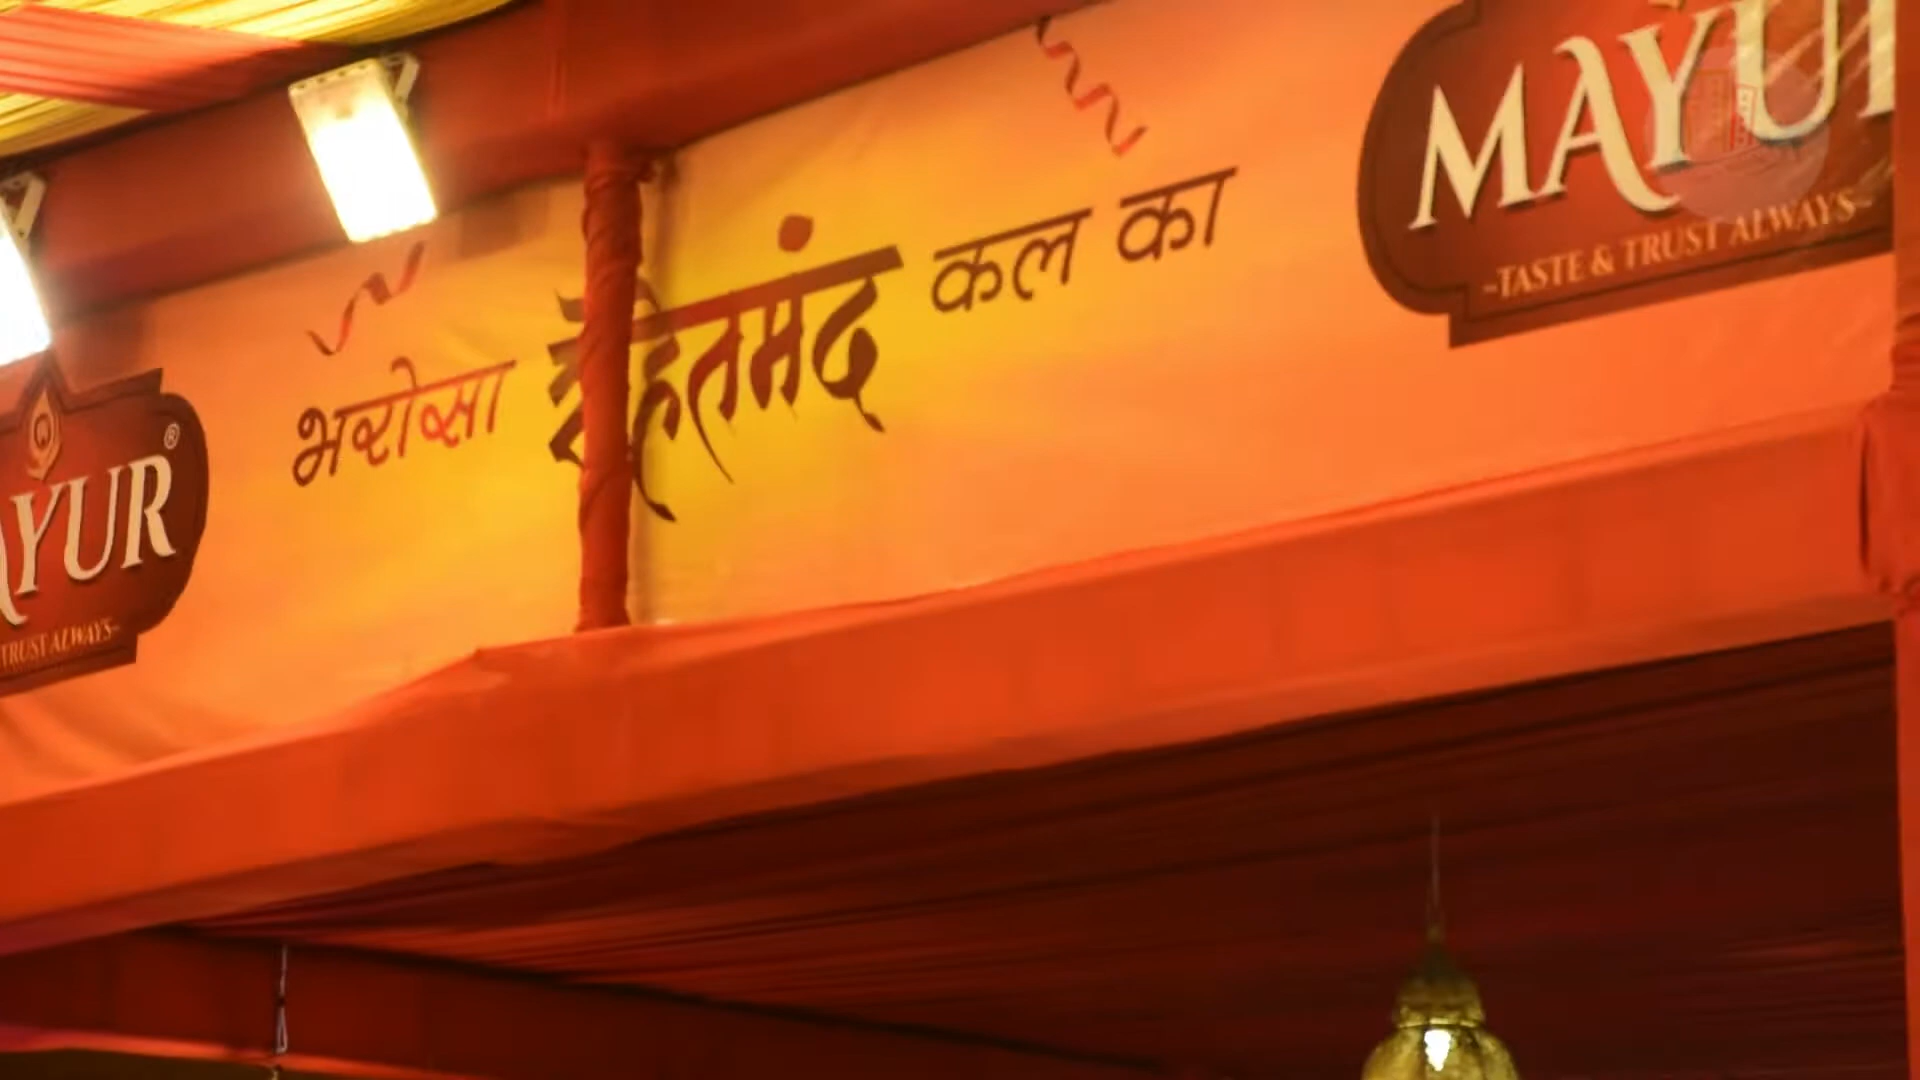 AYUR®
TRUST ALWAYS-
भरोसा सेहतमंद कल का
MAYUR
-TASTE & TRUST ALWAYS-